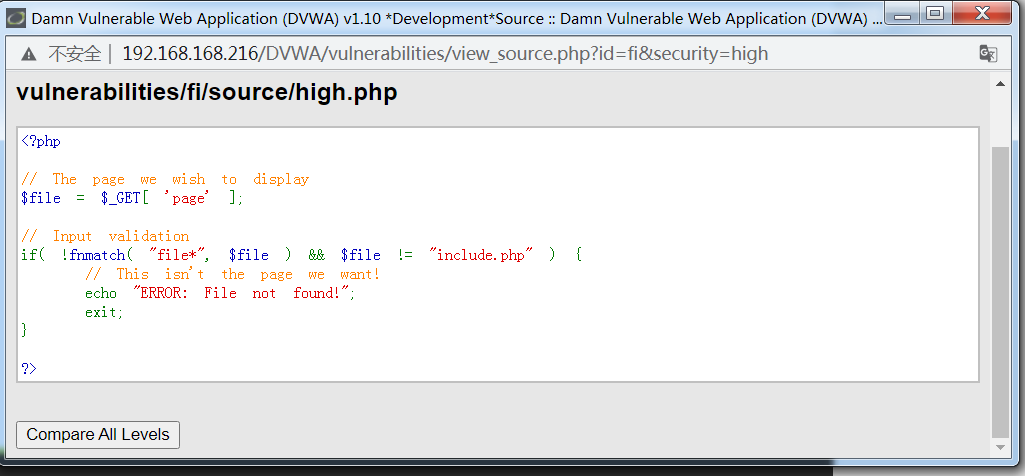 Damn Vulnerable Web Application (DVWA) v1.10 *Development*Source :: Damn Vulnerable Web Application (DVWA) ...
不安全 | 192.168.168.216/DVWA/vulnerabilities/view_source.php?id=fi&security=high
vulnerabilities/fi/source/high.php
<?php
// The page we wish to display
$file = $_GET[ 'page' ];
// Input validation
if( !fnmatch( "file*", $file ) && $file != "include.php" ) {
// This isn't the page we want!
echo "ERROR: File not found!";
exit;
}
?>
Compare All Levels